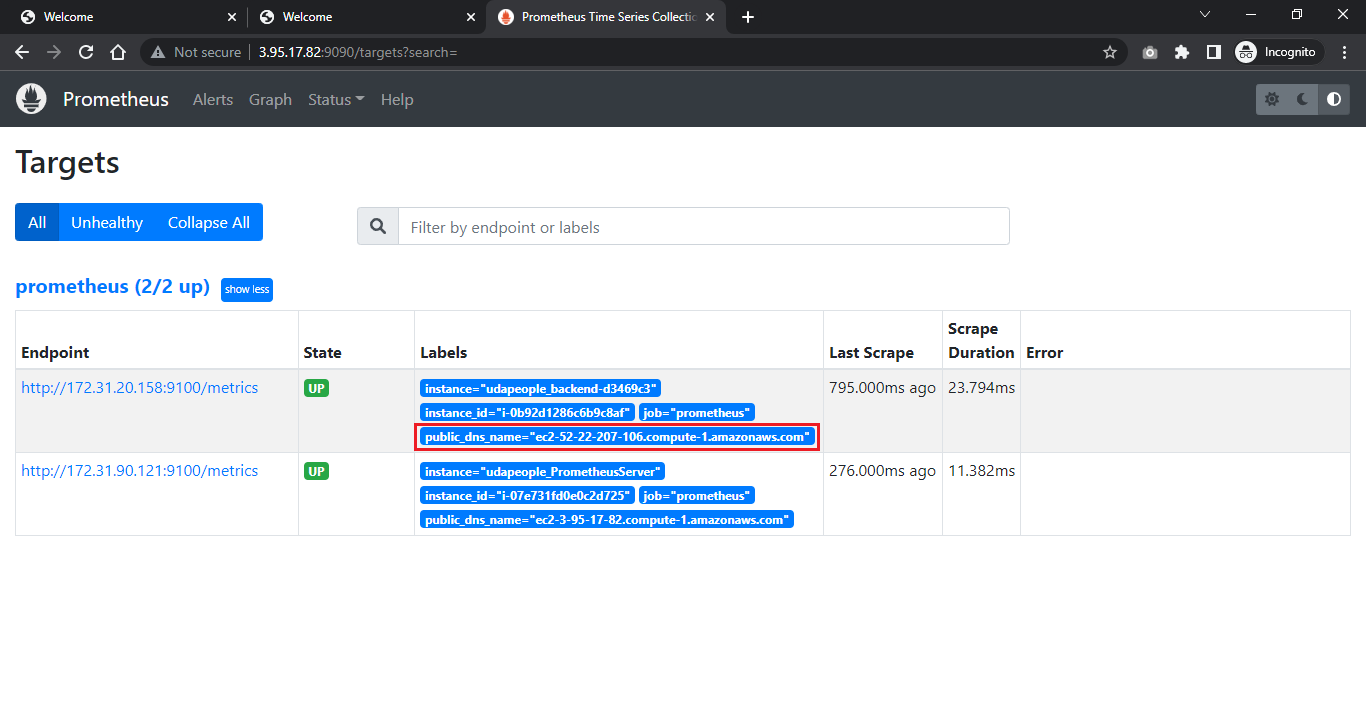 Welcome
Welcome
Prometheus Time Series Collectio
Not secure 3.95.17.82:9090/targets?search=
Incognito
Prometheus Alerts Graph Status Help
Targets
All Unhealthy Collapse All
Filter by endpoint or labels
prometheus (2/2 up) show less
Endpoint State Labels Last Scrape Scrape Duration Error
http://172.31.20.158:9100/metrics UP instance="udapeople_backend-d3469c3" 795.000ms ago 23.794ms
instance_id="i-0b92d1286c6b9c8af" job="prometheus"
public_dns_name="ec2-52-22-207-106.compute-1.amazonaws.com"
http://172.31.90.121:9100/metrics UP instance="udapeople_PrometheusServer" 276.000ms ago 11.382ms
instance_id="i-07e731fd0e0c2d725" job="prometheus"
public_dns_name="ec2-3-95-17-82.compute-1.amazonaws.com"